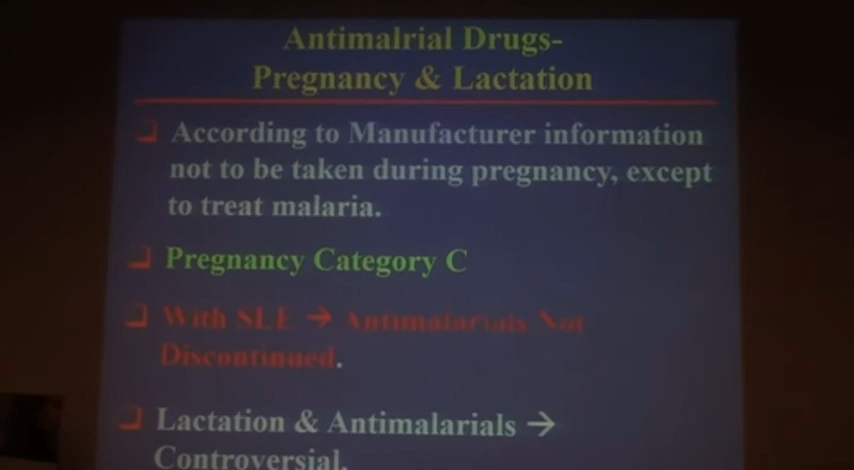 Antimalrial Drugs-
Pregnancy & Lactation
According to Manufacturer information
not to be taken during pregnancy, except
to treat malaria.
Pregnancy Category C
With SLE → Antimalarials Not
Discontinued.
Lactation & Antimalarials →
Controversial.